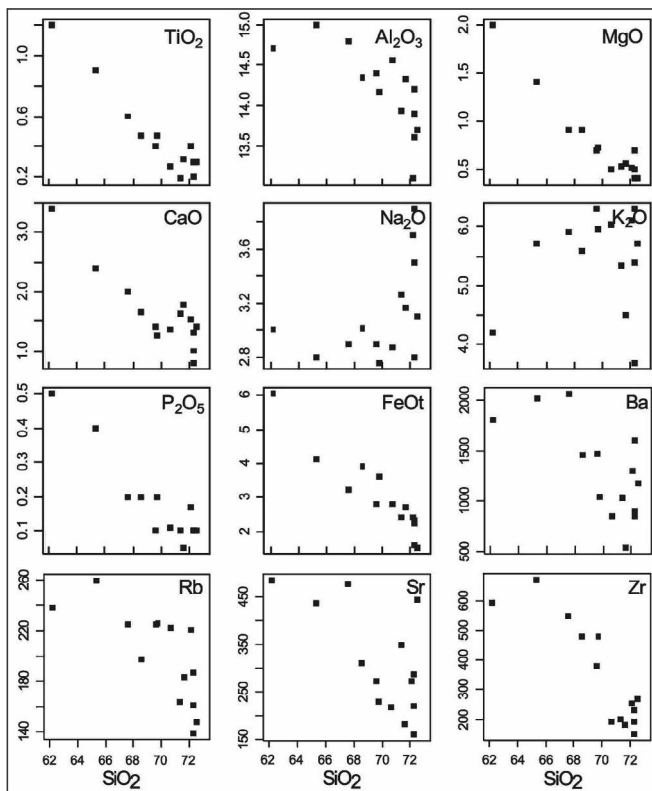 TiO2
1.0
0.6
0.2
Al2O3
15.0
14.5
14.0
13.5
MgO
2.0
1.5
1.0
0.5
CaO
3.0
2.0
1.0
Na2O
3.6
3.2
2.8
K2O
6.0
5.0
4.0
P2O5
0.5
0.4
0.3
0.2
0.1
FeOt
6
5
4
3
2
Ba
2000
1500
1000
500
Rb
260
220
180
140
62 64 66 68 70 72
SiO2
Sr
450
350
250
150
62 64 66 68 70 72
SiO2
Zr
600
500
400
300
200
62 64 66 68 70 72
SiO2